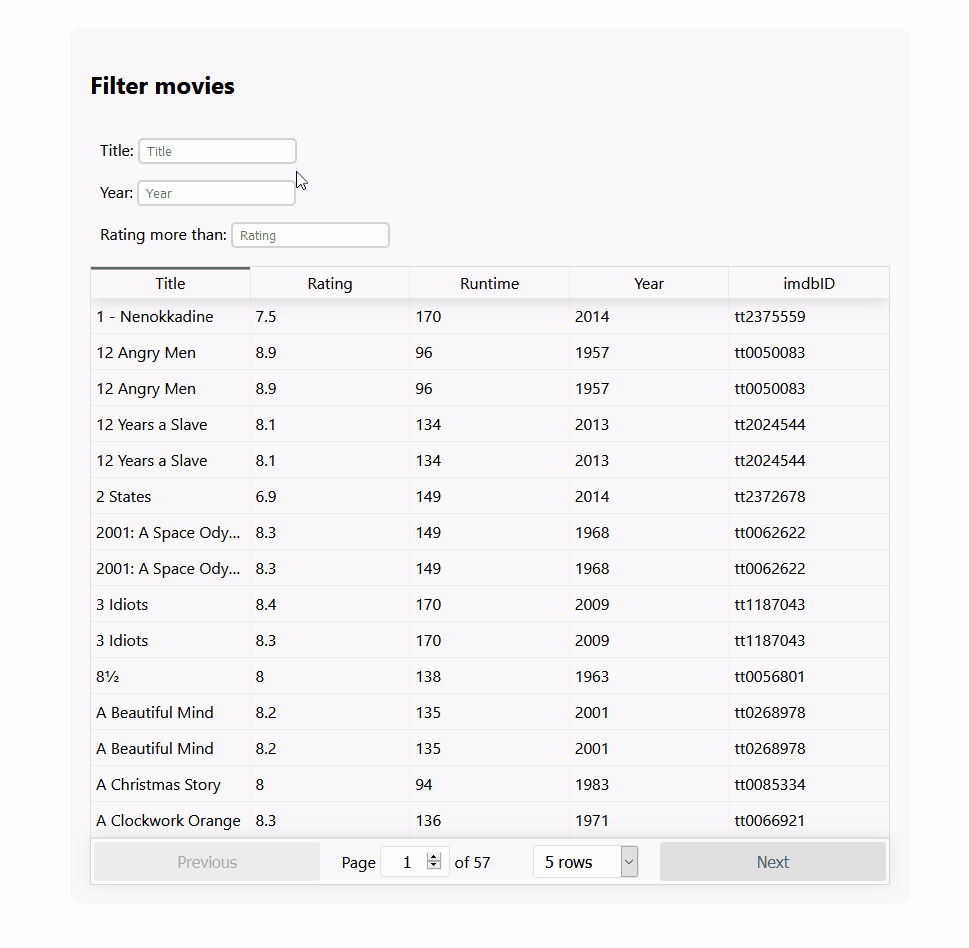 Filter movies
Title: Title
Year: Year
Rating more than: Rating
Title Rating Runtime Year imdbID
1 - Nenokkadine 7.5 170 2014 tt2375559
12 Angry Men 8.9 96 1957 tt0050083
12 Angry Men 8.9 96 1957 tt0050083
12 Years a Slave 8.1 134 2013 tt2024544
12 Years a Slave 8.1 134 2013 tt2024544
2 States 6.9 149 2014 tt2372678
2001: A Space Ody... 8.3 149 1968 tt0062622
2001: A Space Ody... 8.3 149 1968 tt0062622
3 Idiots 8.4 170 2009 tt1187043
3 Idiots 8.3 170 2009 tt1187043
8½ 8 138 1963 tt0056801
A Beautiful Mind 8.2 135 2001 tt0268978
A Beautiful Mind 8.2 135 2001 tt0268978
A Christmas Story 8 94 1983 tt0085334
A Clockwork Orange 8.3 136 1971 tt0066921
Previous Page 1 of 57 5 rows Next